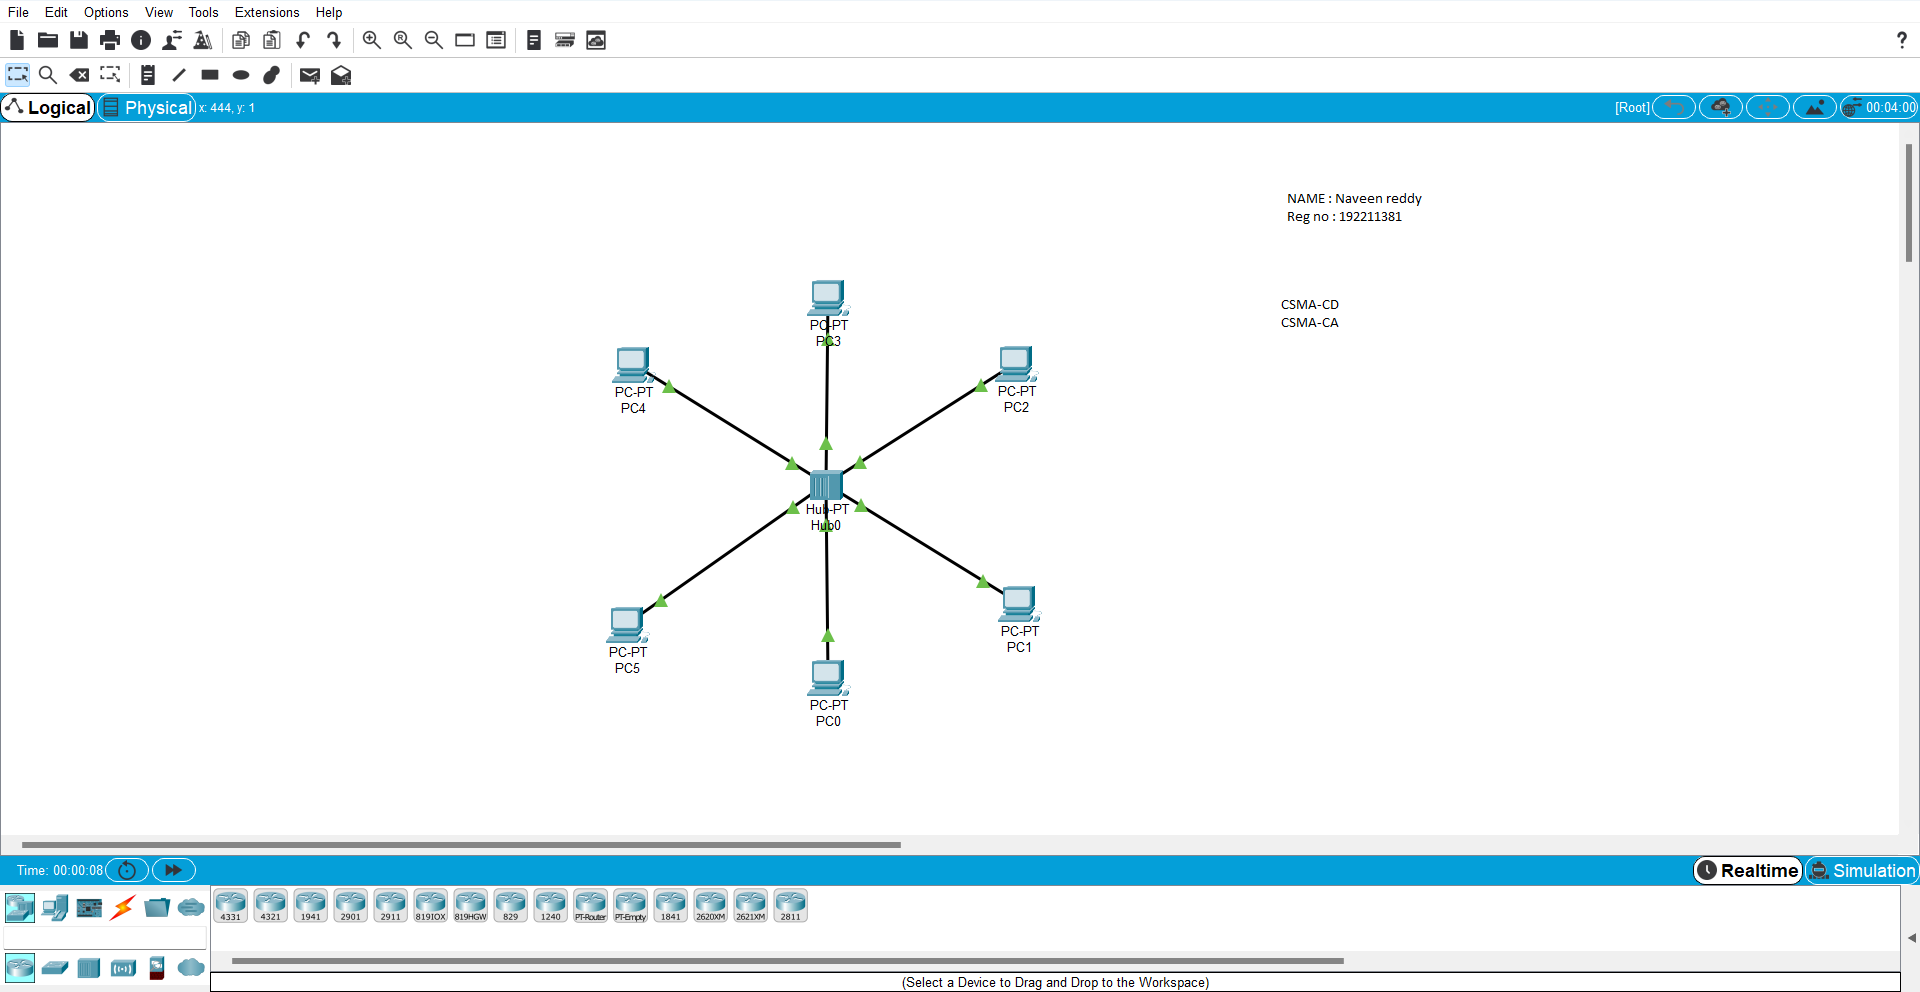 File Edit Options View Tools Extensions Help
?
Logical Physical x: 444, y: 1 [Root] 00:04:00
NAME : Naveen reddy
Reg no : 192211381
CSMA-CD
CSMA-CA
PC-PT
PC3
PC-PT
PC4
PC-PT
PC2
Hub-PT
Hub0
PC-PT
PC1
PC-PT
PC5
PC-PT
PC0
Time: 00:00:08 Realtime Simulation
4331 4321 1941 2901 2911 819IOX 819HGW 829 1240 PT-Router PT-Empty 1841 2620XM 2621XM 2811
(Select a Device to Drag and Drop to the Workspace)